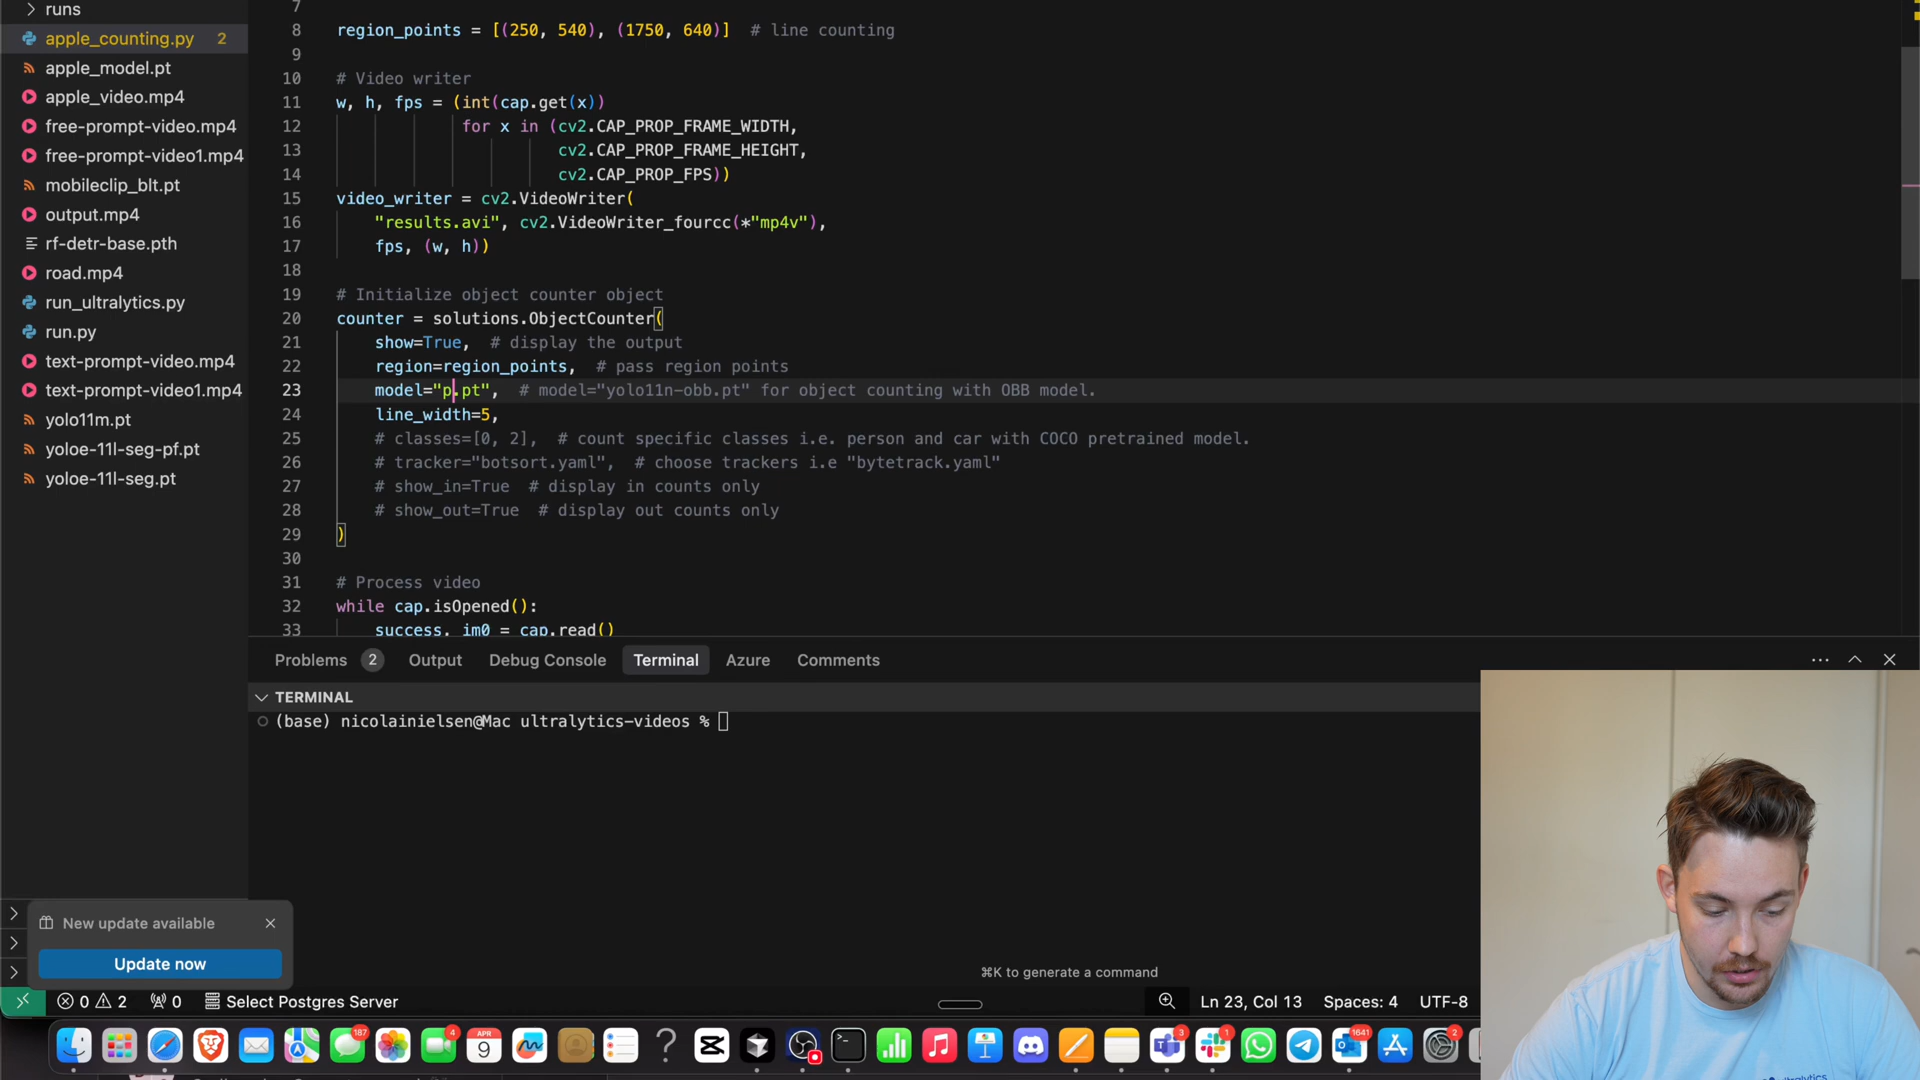 runs
apple_counting.py 2
apple_model.pt
apple_video.mp4
free-prompt-video.mp4
free-prompt-video1.mp4
mobileclip_blt.pt
output.mp4
rf-detr-base.pth
road.mp4
run_ultralytics.py
run.py
text-prompt-video.mp4
text-prompt-video1.mp4
yolo11m.pt
yoloe-11l-seg-pf.pt
yoloe-11l-seg.pt
7
8 region_points = [(250, 540), (1750, 640)]  # line counting
9
10 # Video writer
11 w, h, fps = (int(cap.get(x))
12 for x in (cv2.CAP_PROP_FRAME_WIDTH,
13 cv2.CAP_PROP_FRAME_HEIGHT,
14 cv2.CAP_PROP_FPS))
15 video_writer = cv2.VideoWriter(
16 "results.avi", cv2.VideoWriter_fourcc(*"mp4v"),
17 fps, (w, h))
18
19 # Initialize object counter object
20 counter = solutions.ObjectCounter(
21 show=True,  # display the output
22 region=region_points,  # pass region points
23 model="p.pt",  # model="yolo11n-obb.pt" for object counting with OBB model.
24 line_width=5,
25 # classes=[0, 2],  # count specific classes i.e. person and car with COCO pretrained model.
26 # tracker="botsort.yaml",  # choose trackers i.e "bytetrack.yaml"
27 # show_in=True  # display in counts only
28 # show_out=True  # display out counts only
29 )
30
31 # Process video
32 while cap.isOpened():
33 success, im0 = cap.read()
Problems 2 Output Debug Console Terminal Azure Comments
TERMINAL
(base) nicolainielsen@Mac ultralytics-videos %
New update available
Update now
⌘K to generate a command
0 2 0 Select Postgres Server Ln 23, Col 13 Spaces: 4 UTF-8
187 4 APR 9 3 1 1641 2